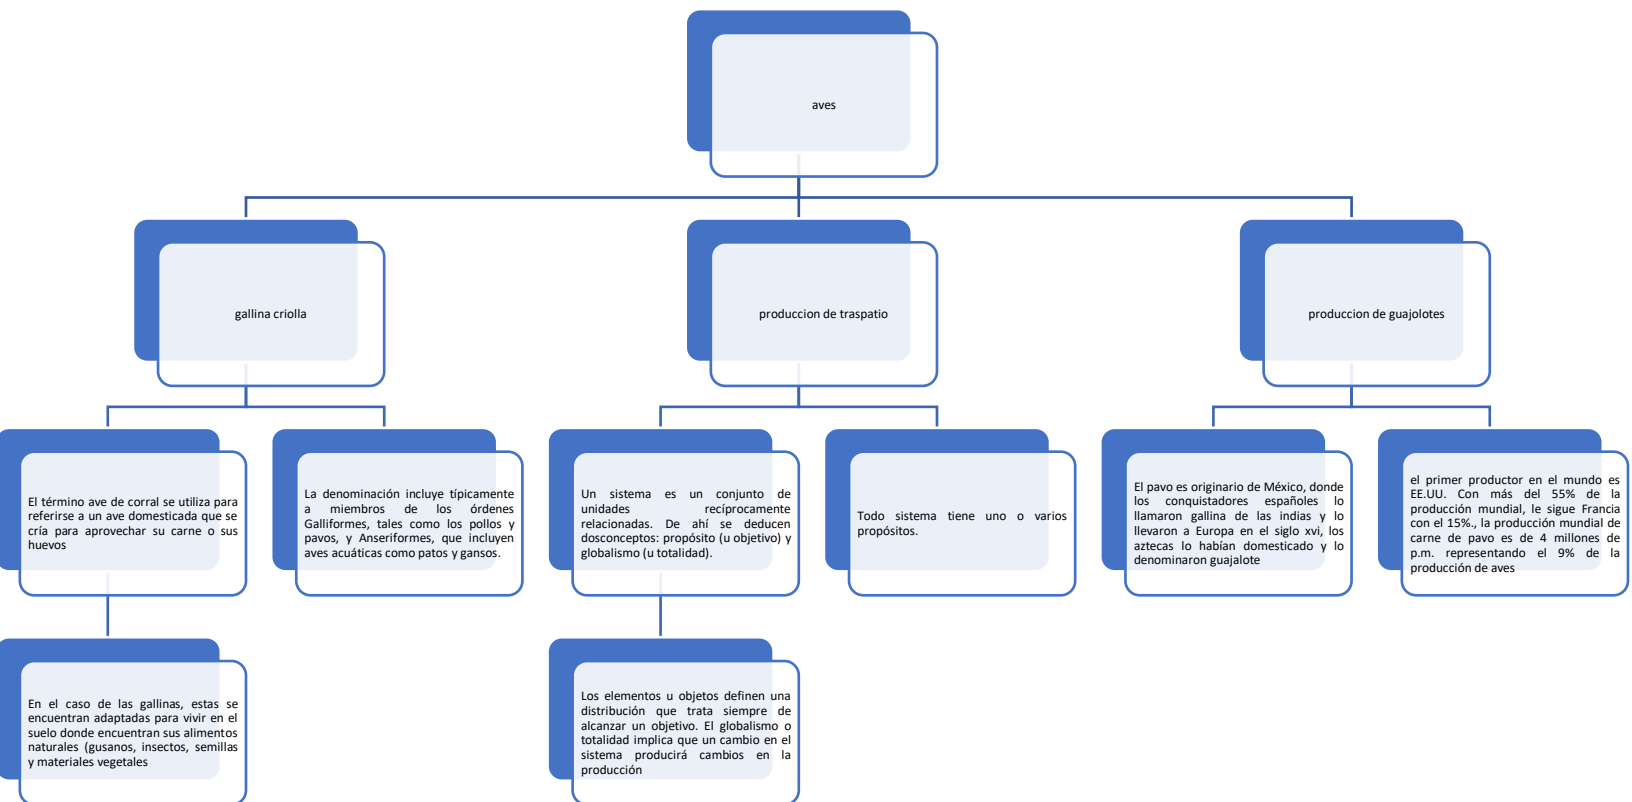 aves
gallina criolla
produccion de traspatio
produccion de guajolotes
El término ave de corral se utiliza para
referirse a un ave domesticada que se
cría para aprovechar su carne o sus
huevos
La denominación incluye típicamente
a miembros de los órdenes
Galliformes, tales como los pollos y
pavos, y Anseriformes, que incluyen
aves acuáticas como patos y gansos.
Un sistema es un conjunto de
unidades recíprocamente
relacionadas. De ahí se deducen
dosconceptos: propósito (u objetivo) y
globalismo (u totalidad).
Todo sistema tiene uno o varios
propósitos.
El pavo es originario de México, donde
los conquistadores españoles lo
llamaron gallina de las indias y lo
llevaron a Europa en el siglo xvi, los
aztecas lo habían domesticado y lo
denominaron guajalote
el primer productor en el mundo es
EE.UU. Con más del 55% de la
producción mundial, le sigue Francia
con el 15%., la producción mundial de
carne de pavo es de 4 millones de
p.m. representando el 9% de la
producción de aves
En el caso de las gallinas, estas se
encuentran adaptadas para vivir en el
suelo donde encuentran sus alimentos
naturales (gusanos, insectos, semillas
y materiales vegetales
Los elementos u objetos definen una
distribución que trata siempre de
alcanzar un objetivo. El globalismo o
totalidad implica que un cambio en el
sistema producirá cambios en la
producción